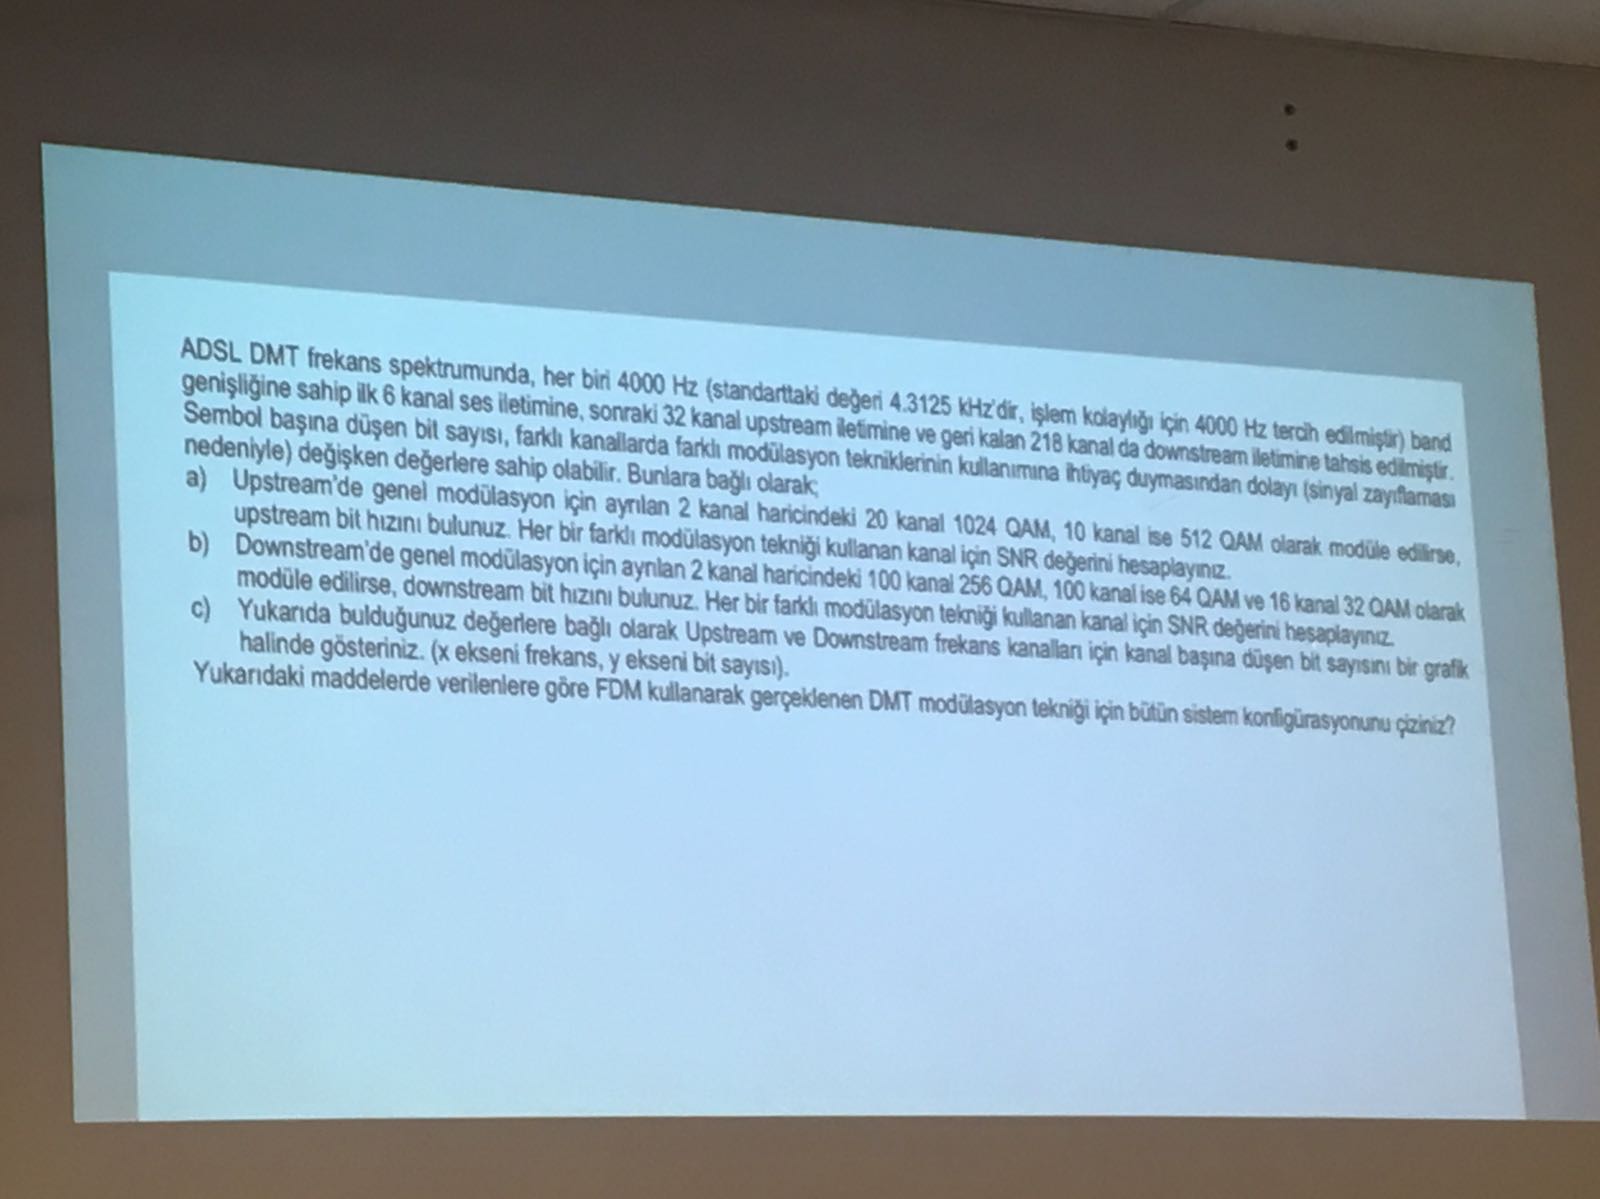 ADSL DMT frekans spektrumunda, her biri 4000 Hz (standarttaki değeri 4.3125 kHz'dir, işlem kolaylığı için 4000 Hz tercih edilmiştir) band
genişliğine sahip ilk 6 kanal ses iletimine, sonraki 32 kanal upstream iletimine ve geri kalan 218 kanal da downstream iletimine tahsis edilmiştir.
Sembol başına düşen bit sayısı, farklı kanallarda farklı modülasyon tekniklerinin kullanımına ihtiyaç duymasından dolayı (sinyal zayıflaması
nedeniyle) değişken değerlere sahip olabilir. Bunlara bağlı olarak;
a) Upstream'de genel modülasyon için ayrılan 2 kanal haricindeki 20 kanal 1024 QAM, 10 kanal ise 512 QAM olarak modüle edilirse,
upstream bit hızını bulunuz. Her bir farklı modülasyon tekniği kullanan kanal için SNR değerini hesaplayınız.
b) Downstream'de genel modülasyon için ayrılan 2 kanal haricindeki 100 kanal 256 QAM, 100 kanal ise 64 QAM ve 16 kanal 32 QAM olarak
modüle edilirse, downstream bit hızını bulunuz. Her bir farklı modülasyon tekniği kullanan kanal için SNR değerini hesaplayınız.
c) Yukarıda bulduğunuz değerlere bağlı olarak Upstream ve Downstream frekans kanalları için kanal başına düşen bit sayısını bir grafik
halinde gösteriniz. (x ekseni frekans, y ekseni bit sayısı).
Yukarıdaki maddelerde verilenlere göre FDM kullanarak gerçeklenen DMT modülasyon tekniği için bütün sistem konfigürasyonunu çiziniz?